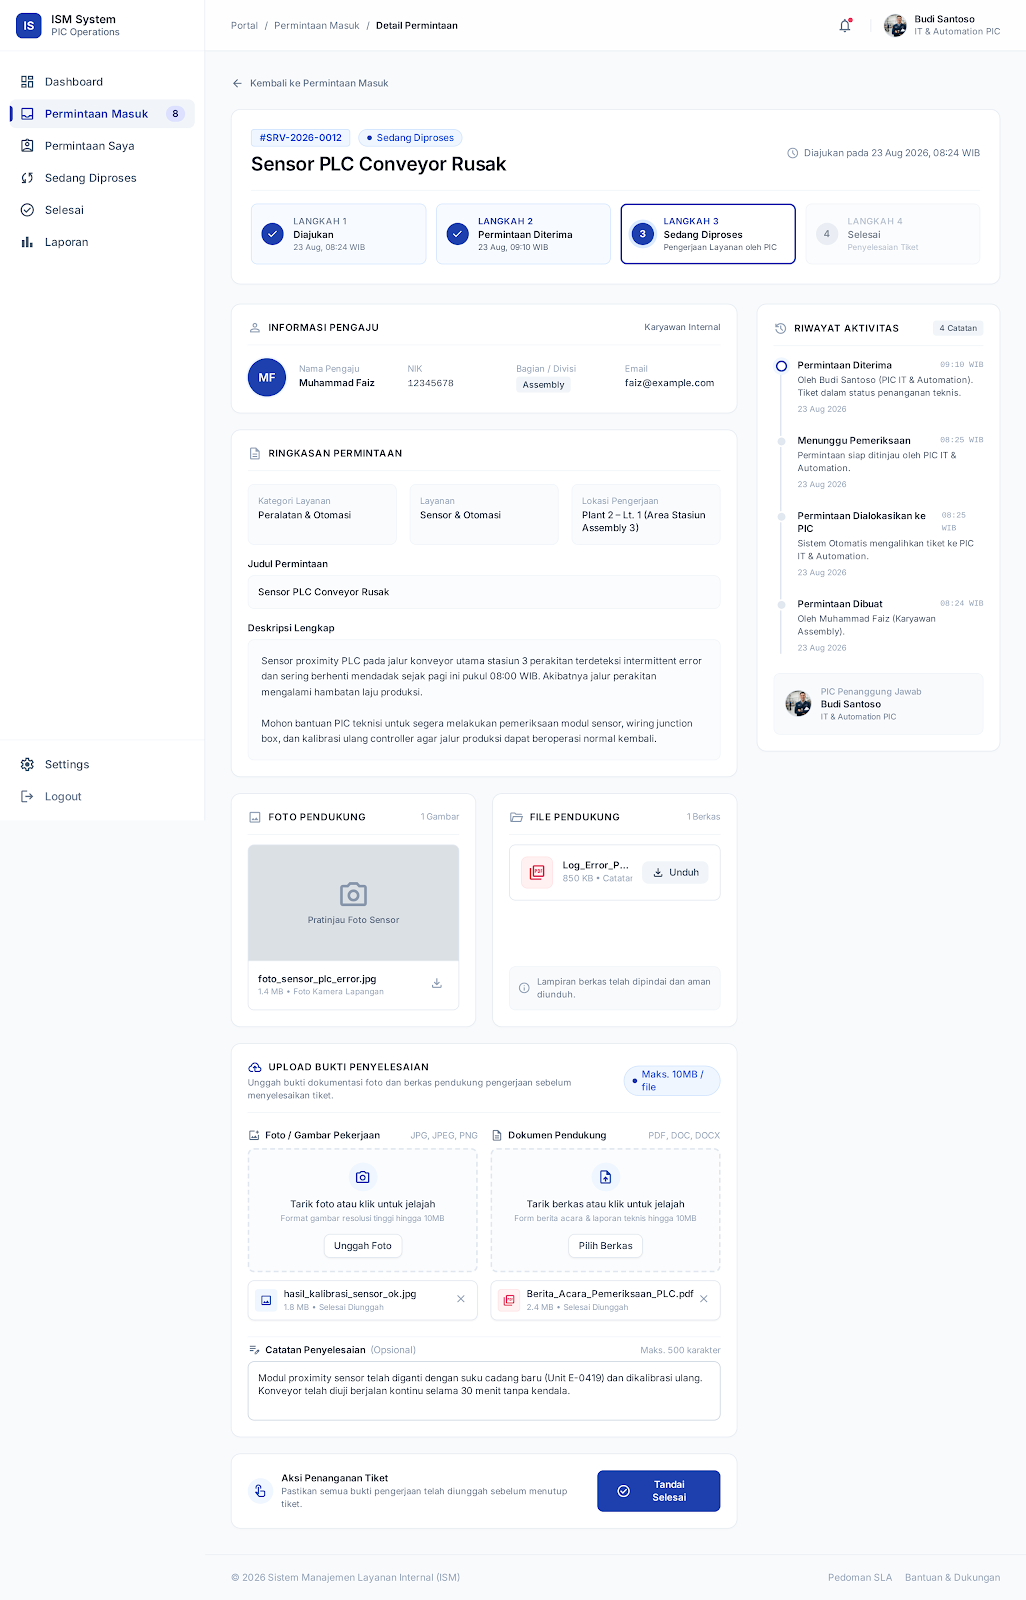 IS
ISM System
PIC Operations
Portal / Permintaan Masuk / Detail Permintaan
Budi Santoso
IT & Automation PIC
Dashboard
Permintaan Masuk 8
Permintaan Saya
Sedang Diproses
Selesai
Laporan
Settings
Logout
Kembali ke Permintaan Masuk
#SRV-2026-0012
Sedang Diproses
Sensor PLC Conveyor Rusak
Diajukan pada 23 Aug 2026, 08:24 WIB
LANGKAH 1
Diajukan
23 Aug, 08:24 WIB
LANGKAH 2
Permintaan Diterima
23 Aug, 09:10 WIB
3
LANGKAH 3
Sedang Diproses
Pengerjaan Layanan oleh PIC
4
LANGKAH 4
Selesai
Penyelesaian Tiket
INFORMASI PENGAJU
Karyawan Internal
MF
Nama Pengaju
Muhammad Faiz
NIK
12345678
Bagian / Divisi
Assembly
Email
faiz@example.com
RINGKASAN PERMINTAAN
Kategori Layanan
Peralatan & Otomasi
Layanan
Sensor & Otomasi
Lokasi Pengerjaan
Plant 2 – Lt. 1 (Area Stasiun
Assembly 3)
Judul Permintaan
Sensor PLC Conveyor Rusak
Deskripsi Lengkap
Sensor proximity PLC pada jalur konveyor utama stasiun 3 perakitan terdeteksi intermittent error
dan sering berhenti mendadak sejak pagi ini pukul 08:00 WIB. Akibatnya jalur perakitan
mengalami hambatan laju produksi.
Mohon bantuan PIC teknisi untuk segera melakukan pemeriksaan modul sensor, wiring junction
box, dan kalibrasi ulang controller agar jalur produksi dapat beroperasi normal kembali.
FOTO PENDUKUNG
1 Gambar
Pratinjau Foto Sensor
foto_sensor_plc_error.jpg
1.4 MB • Foto Kamera Lapangan
FILE PENDUKUNG
1 Berkas
PDF
Log_Error_P...
850 KB • Catatan
Unduh
Lampiran berkas telah dipindai dan aman
diunduh.
UPLOAD BUKTI PENYELESAIAN
Unggah bukti dokumentasi foto dan berkas pendukung pengerjaan sebelum
menyelesaikan tiket.
Maks. 10MB /
file
Foto / Gambar Pekerjaan
JPG, JPEG, PNG
Tarik foto atau klik untuk jelajah
Format gambar resolusi tinggi hingga 10MB
Unggah Foto
hasil_kalibrasi_sensor_ok.jpg
1.8 MB • Selesai Diunggah
Dokumen Pendukung
PDF, DOC, DOCX
Tarik berkas atau klik untuk jelajah
Form berita acara & laporan teknis hingga 10MB
Pilih Berkas
Berita_Acara_Pemeriksaan_PLC.pdf
2.4 MB • Selesai Diunggah
Catatan Penyelesaian (Opsional)
Maks. 500 karakter
Modul proximity sensor telah diganti dengan suku cadang baru (Unit E-0419) dan dikalibrasi ulang.
Konveyor telah diuji berjalan kontinu selama 30 menit tanpa kendala.
Aksi Penanganan Tiket
Pastikan semua bukti pengerjaan telah diunggah sebelum menutup
tiket.
Tandai
Selesai
RIWAYAT AKTIVITAS
4 Catatan
Permintaan Diterima
09:10 WIB
Oleh Budi Santoso (PIC IT & Automation).
Tiket dalam status penanganan teknis.
23 Aug 2026
Menunggu Pemeriksaan
08:25 WIB
Permintaan siap ditinjau oleh PIC IT &
Automation.
23 Aug 2026
Permintaan Dialokasikan ke
PIC
08:25
WIB
Sistem Otomatis mengalihkan tiket ke PIC
IT & Automation.
23 Aug 2026
Permintaan Dibuat
08:24 WIB
Oleh Muhammad Faiz (Karyawan
Assembly).
23 Aug 2026
PIC Penanggung Jawab
Budi Santoso
IT & Automation PIC
© 2026 Sistem Manajemen Layanan Internal (ISM)
Pedoman SLA
Bantuan & Dukungan